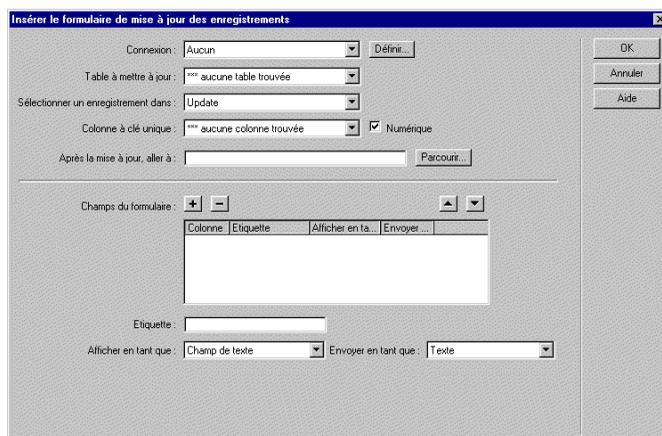 Insérer le formulaire de mise à jour des enregistrements
Connexion : Aucun Définir... OK
Table à mettre à jour : *** aucune table trouvée Annuler
Sélectionner un enregistrement dans : Update Aide
Colonne à clé unique : *** aucune colonne trouvée Numérique
Après la mise à jour, aller à : Parcourir...
Champs du formulaire : + −
Colonne Etiquette Afficher en ta... Envoyer ...
Etiquette :
Afficher en tant que : Champ de texte Envoyer en tant que : Texte